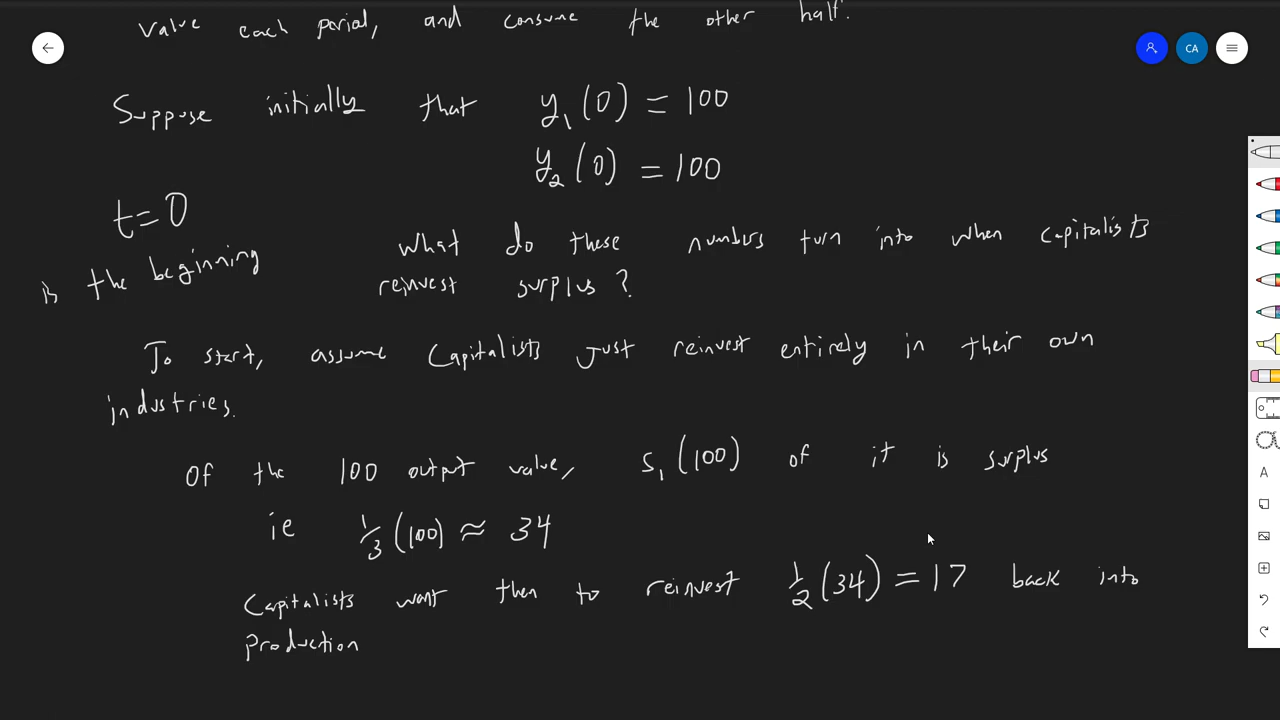 value each period, and consume the other half.
Suppose initially that y₁(0) = 100
y₂(0) = 100
t=0
is the beginning
What do these numbers turn into when capitalists
reinvest surplus?
To start, assume Capitalists Just reinvest entirely in their own
industries.
Of the 100 output value, s₁(100) of it is surplus
ie 1/3 (100) ≈ 34
Capitalists want then to reinvest 1/2 (34) = 17 back into
production
CA
A